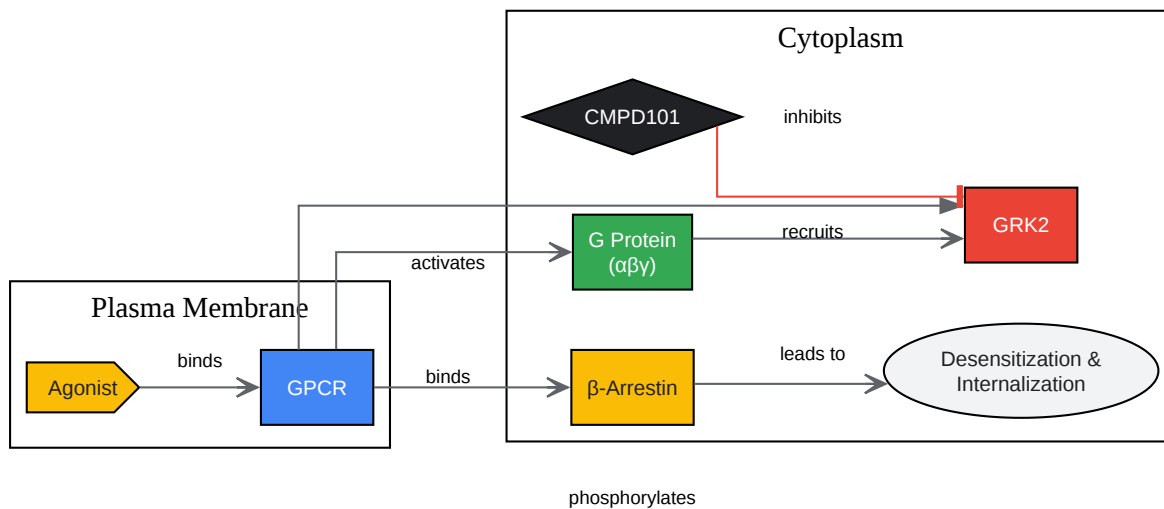 Cytoplasm
CMPD101
inhibits
GRK2
G Protein
(αβγ)
recruits
activates
Plasma Membrane
binds
Agonist
GPCR
binds
β-Arrestin
leads to
Desensitization &
Internalization
phosphorylates